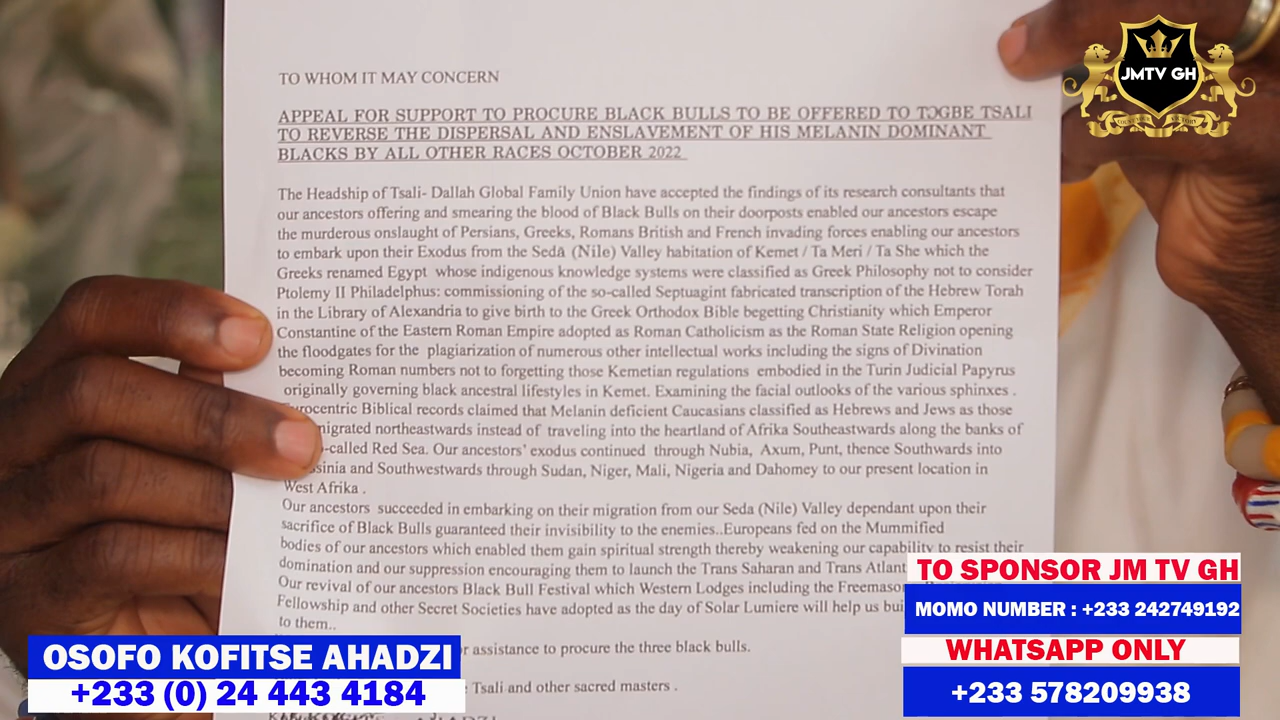 JMTV GH
TO WHOM IT MAY CONCERN
APPEAL FOR SUPPORT TO PROCURE BLACK BULLS TO BE OFFERED TO TƆGBE TSALI
TO REVERSE THE DISPERSAL AND ENSLAVEMENT OF HIS MELANIN DOMINANT
BLACKS BY ALL OTHER RACES OCTOBER 2022
The Headship of Tsali- Dallah Global Family Union have accepted the findings of its research consultants that
our ancestors offering and smearing the blood of Black Bulls on their doorposts enabled our ancestors escape
the murderous onslaught of Persians, Greeks, Romans British and French invading forces enabling our ancestors
to embark upon their Exodus from the Sedä (Nile) Valley habitation of Kemet / Ta Meri / Ta She which the
Greeks renamed Egypt whose indigenous knowledge systems were classified as Greek Philosophy not to consider
Ptolemy II Philadelphus: commissioning of the so-called Septuagint fabricated transcription of the Hebrew Torah
in the Library of Alexandria to give birth to the Greek Orthodox Bible begetting Christianity which Emperor
Constantine of the Eastern Roman Empire adopted as Roman Catholicism as the Roman State Religion opening
the floodgates for the plagiarization of numerous other intellectual works including the signs of Divination
becoming Roman numbers not to forgetting those Kemetian regulations embodied in the Turin Judicial Papyrus
originally governing black ancestral lifestyles in Kemet. Examining the facial outlooks of the various sphinxes .
Biblical records claimed that Melanin deficient Caucasians classified as Hebrews and Jews as those
migrated northeastwards instead of traveling into the heartland of Afrika Southeastwards along the banks of
-called Red Sea. Our ancestors' exodus continued through Nubia, Axum, Punt, thence Southwards into
and Southwestwards through Sudan, Niger, Mali, Nigeria and Dahomey to our present location in
West Afrika .
Our ancestors succeeded in embarking on their migration from our Seda (Nile) Valley dependant upon their
sacrifice of Black Bulls guaranteed their invisibility to the enemies..Europeans fed on the Mummified
bodies of our ancestors which enabled them gain spiritual strength thereby weakening our capability to resist their
domination and our suppression encouraging them to launch the Trans Saharan and Trans
Our revival of our ancestors Black Bull Festival which Western Lodges including the
Fellowship and other Secret Societies have adopted as the day of Solar Lumiere will help us
to them..
assistance to procure the three black bulls.
Tsali and other sacred masters .
OSOFO KOFITSE AHADZI
+233 (0) 24 443 4184
TO SPONSOR JM TV GH
MOMO NUMBER : +233 242749192
WHATSAPP ONLY
+233 578209938